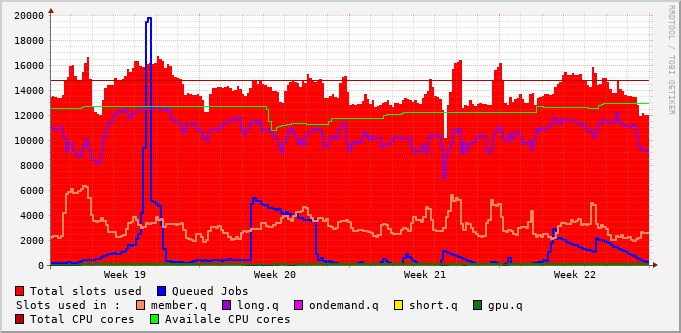 20000
18000
16000
14000
12000
10000
8000
6000
4000
2000
0
Week 19 Week 20 Week 21 Week 22
Total slots used Queued Jobs
Slots used in : member.q long.q ondemand.q short.q gpu.q
Total CPU cores Availale CPU cores
RRDTOOL / TOBI OETIKER